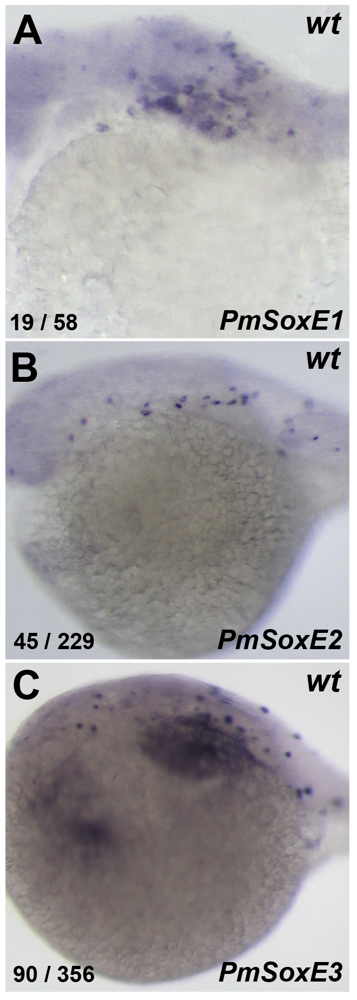 A wt
19 / 58 PmSoxE1
B wt
45 / 229 PmSoxE2
C wt
90 / 356 PmSoxE3